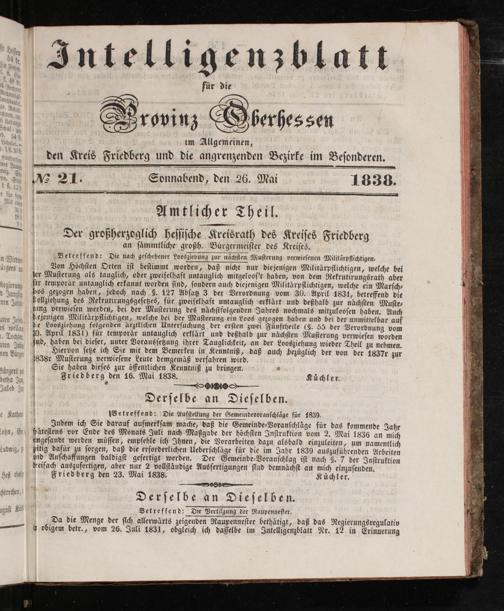 Intelligenzblatt
für die
Provinz Oberhessen
im Allgemeinen,
den Kreis Friedberg und die angrenzenden Bezirke im Besonderen.
№ 21. Sonnabend, den 26. Mai 1838.
Amtlicher Theil.
Der großherzoglich hessische Kreisrath des Kreises Friedberg
an sämmtliche großh. Bürgermeister des Kreises.
Betreffend: Die nach geschehener Loosziehung zur nächsten Musterung verwiesenen Militärpflichtigen.
Von Höchsten Orten ist bestimmt worden, daß nicht nur diejenigen Militärpflichtigen, welche bei
der Musterung als tauglich, oder zweifelhaft untauglich mitgeloos't haben, von dem Rekrutirungsrath aber
für temporär untauglich erkannt worden sind, sondern auch diejenigen Militärpflichtigen, welche ein Marsch-
loos gezogen haben, jedoch nach §. 127 Absatz 3 der Verordnung vom 30. April 1831, betreffend die
Vollziehung des Rekrutirungsgesetzes, für zweifelhaft untauglich erklärt und deßhalb zur nächsten Muste-
rung verwiesen werden, bei der Musterung des nächstfolgenden Jahres nochmals mitzuloosen haben. Auch
diejenigen Militärpflichtigen, welche bei der Musterung ein Loos gezogen haben und bei der unmittelbar auf
die Loosziehung folgenden ärztlichen Untersuchung der ersten zwei Fünftheile (§. 55 der Verordnung vom
30. April 1831) für temporär untauglich erklärt und deßhalb zur nächsten Musterung verwiesen worden
sind, haben bei dieser, unter Voraussetzung ihrer Tauglichkeit, an der Loosziehung wieder Theil zu nehmen.
Hiervon setze ich Sie mit dem Bemerken in Kenntniß, daß auch bezüglich der von der 1837r zur
1838r Musterung verwiesenen Leute demgemäß verfahren wird.
Sie haben dieses zur öffentlichen Kenntniß zu bringen.
Friedberg den 16. Mai 1838. Küchler.
Derselbe an Dieselben.
Betreffend: Die Aufstellung der Gemeindevoranschläge für 1839.
Indem ich Sie darauf aufmerksam mache, daß die Gemeinde-Voranschläge für das kommende Jahr
spätestens vor Ende des Monats Juli nach Maßgabe der höchsten Instruktion vom 2. Mai 1836 an mich
eingesandt werden müssen, empfehle ich Ihnen, die Vorarbeiten dazu alsbald einzuleiten, um namentlich
zeitig dafür zu sorgen, daß die erforderlichen Ueberschläge für die im Jahr 1839 auszuführenden Arbeiten
und Anschaffungen baldigst gefertigt werden. Der Gemeinde-Voranschlag ist nach §. 7 der Instruktion
dreifach auszufertigen, aber nur 2 vollständige Ausfertigungen sind demnächst an mich einzusenden.
Friedberg den 23. Mai 1838. Küchler.
Derselbe an Dieselben.
Betreffend: Die Vertilgung der Raupennester.
Da die Menge der sich allerwärts zeigenden Raupennester bethätigt, daß das Regierungsregulativ
in obigem betr., vom 26. Juli 1831, obgleich ich dasselbe im Intelligenzblatt Nr. 12 in Erinnerung